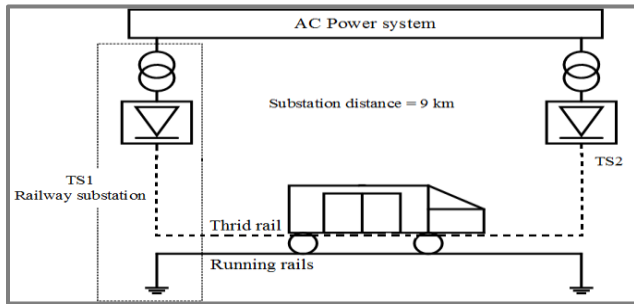 AC Power system
Substation distance = 9 km
TS1
Railway substation
TS2
Thrid rail
Running rails